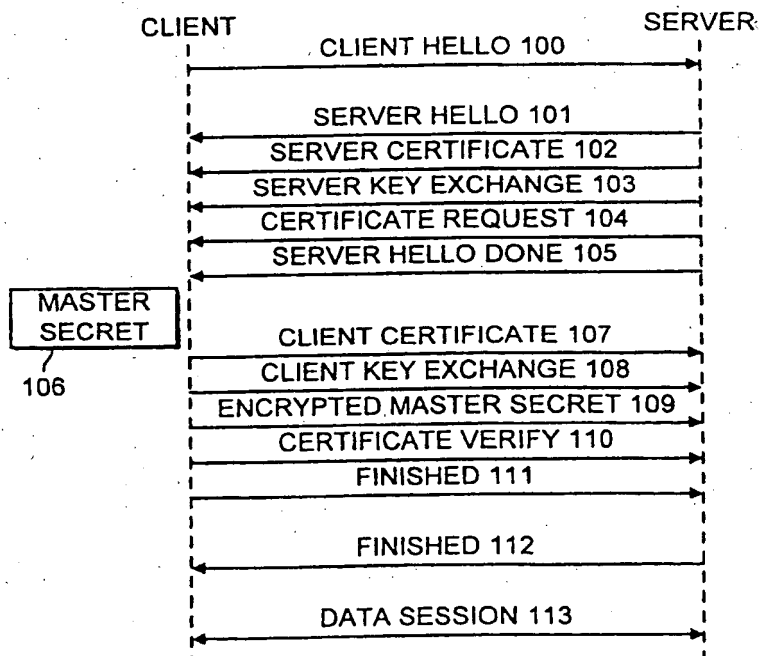 CLIENT
SERVER
CLIENT HELLO 100
SERVER HELLO 101
SERVER CERTIFICATE 102
SERVER KEY EXCHANGE 103
CERTIFICATE REQUEST 104
SERVER HELLO DONE 105
MASTER
SECRET
106
CLIENT CERTIFICATE 107
CLIENT KEY EXCHANGE 108
ENCRYPTED MASTER SECRET 109
CERTIFICATE VERIFY 110
FINISHED 111
FINISHED 112
DATA SESSION 113